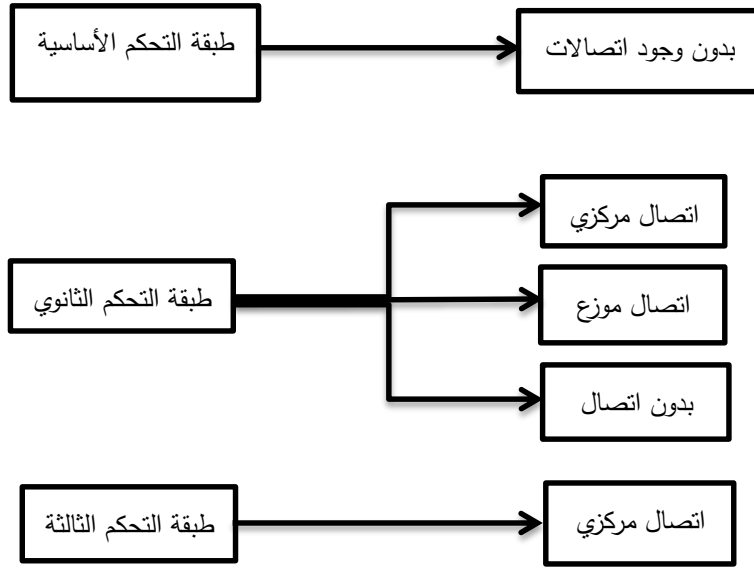 طبقة التحكم الأساسية
بدون وجود اتصالات
اتصال مركزي
طبقة التحكم الثانوي
اتصال موزع
بدون اتصال
طبقة التحكم الثالثة
اتصال مركزي